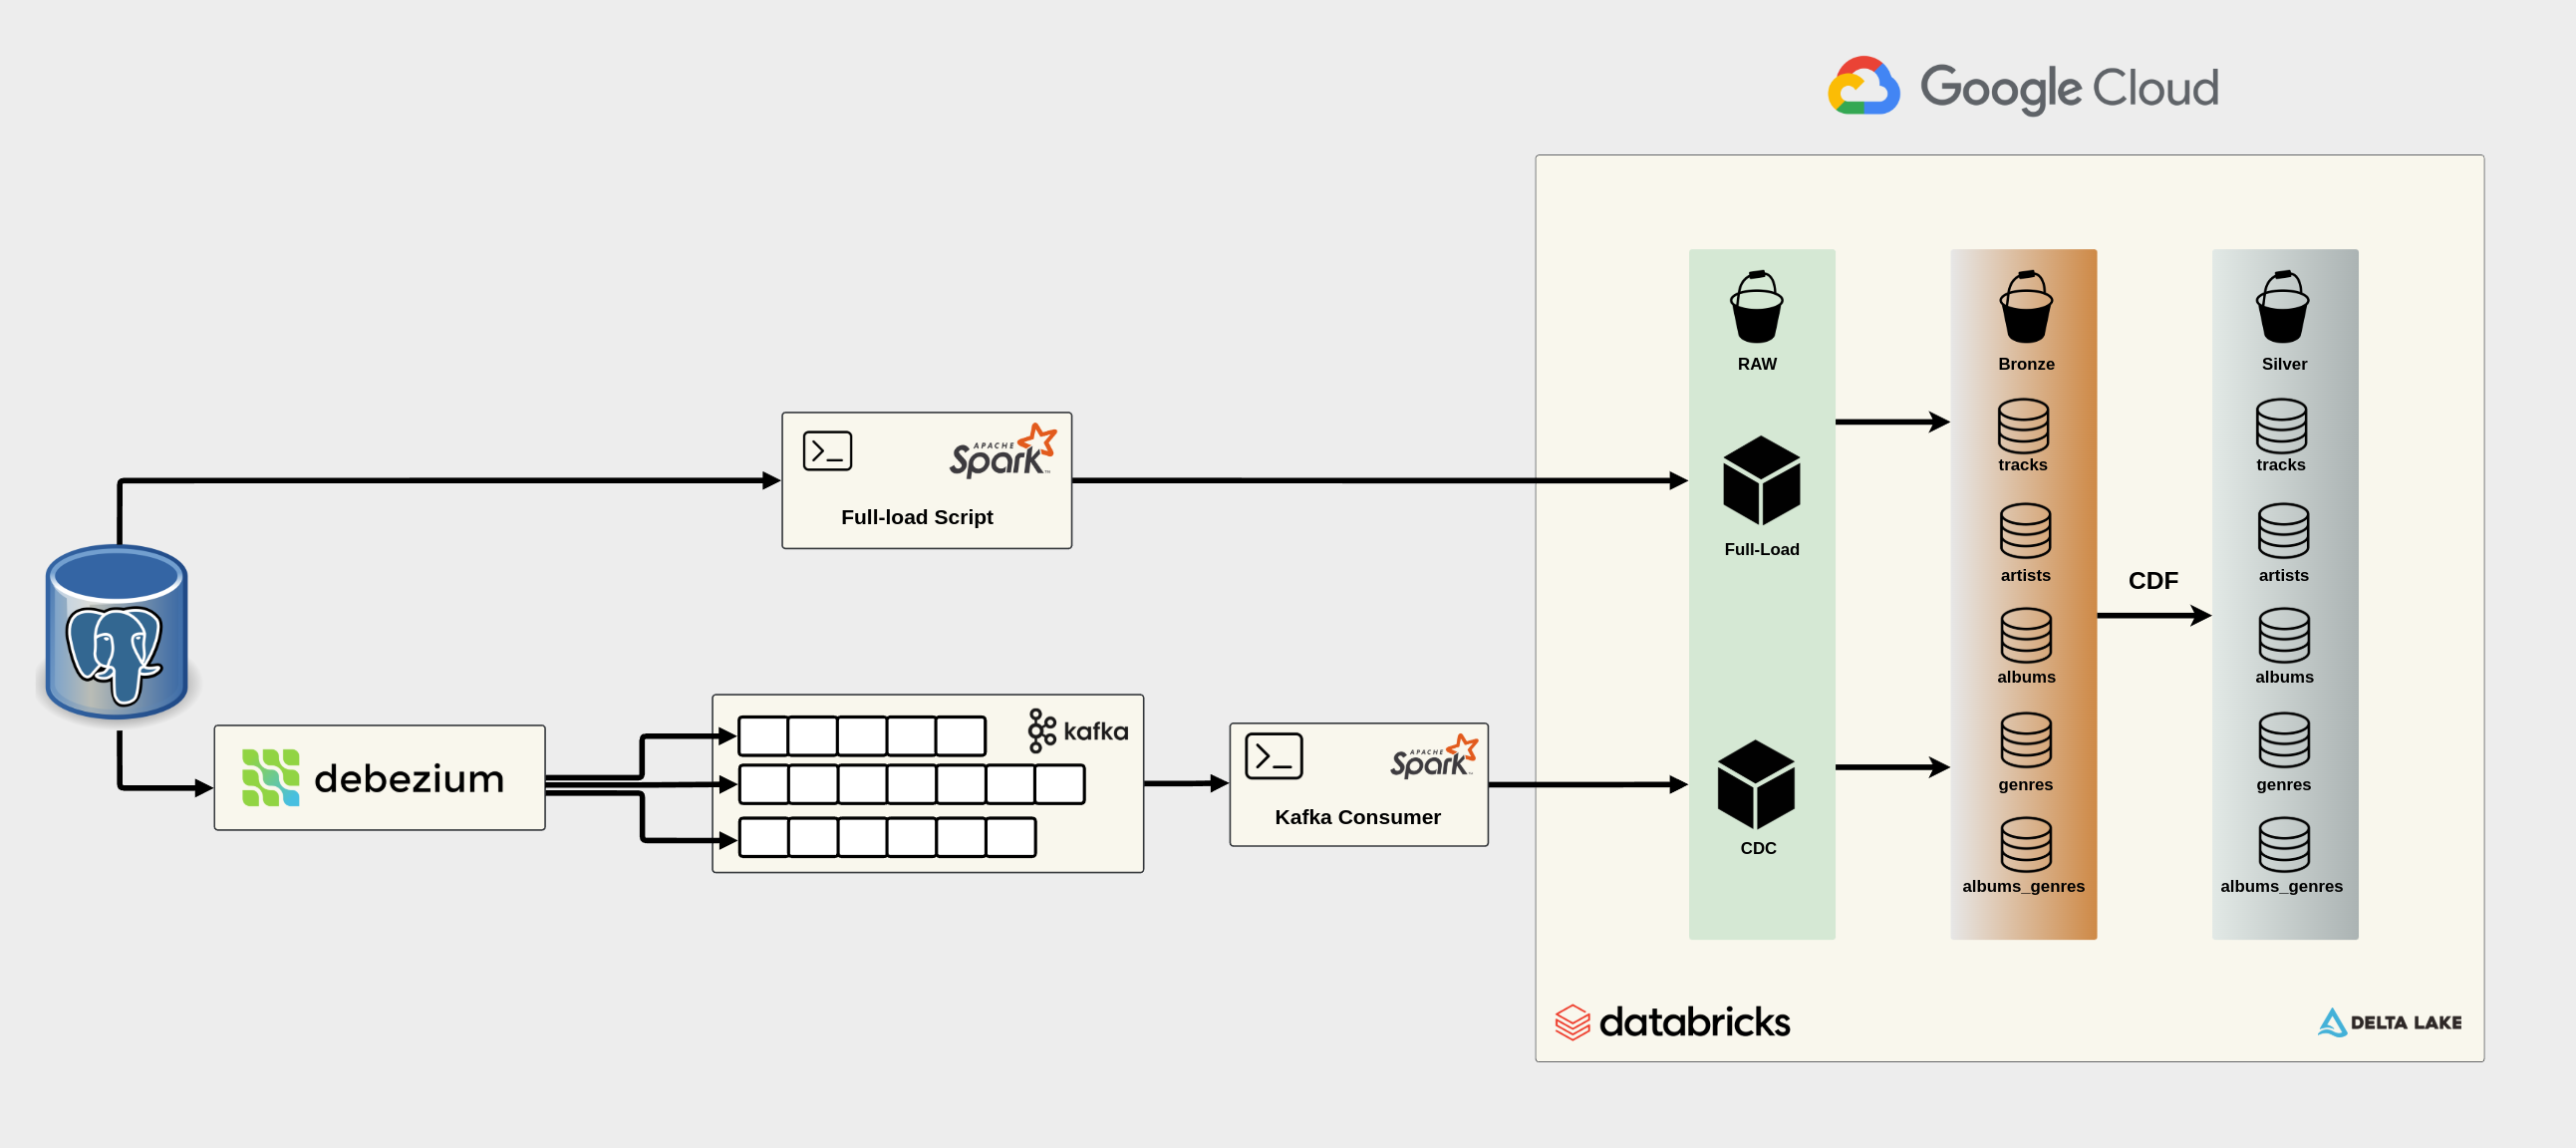 Google Cloud
APACHE
Spark™
Full-load Script
debezium
kafka
APACHE
Spark
Kafka Consumer
RAW
Full-Load
CDC
Bronze
tracks
artists
albums
genres
albums_genres
CDF
Silver
tracks
artists
albums
genres
albums_genres
databricks
DELTA LAKE